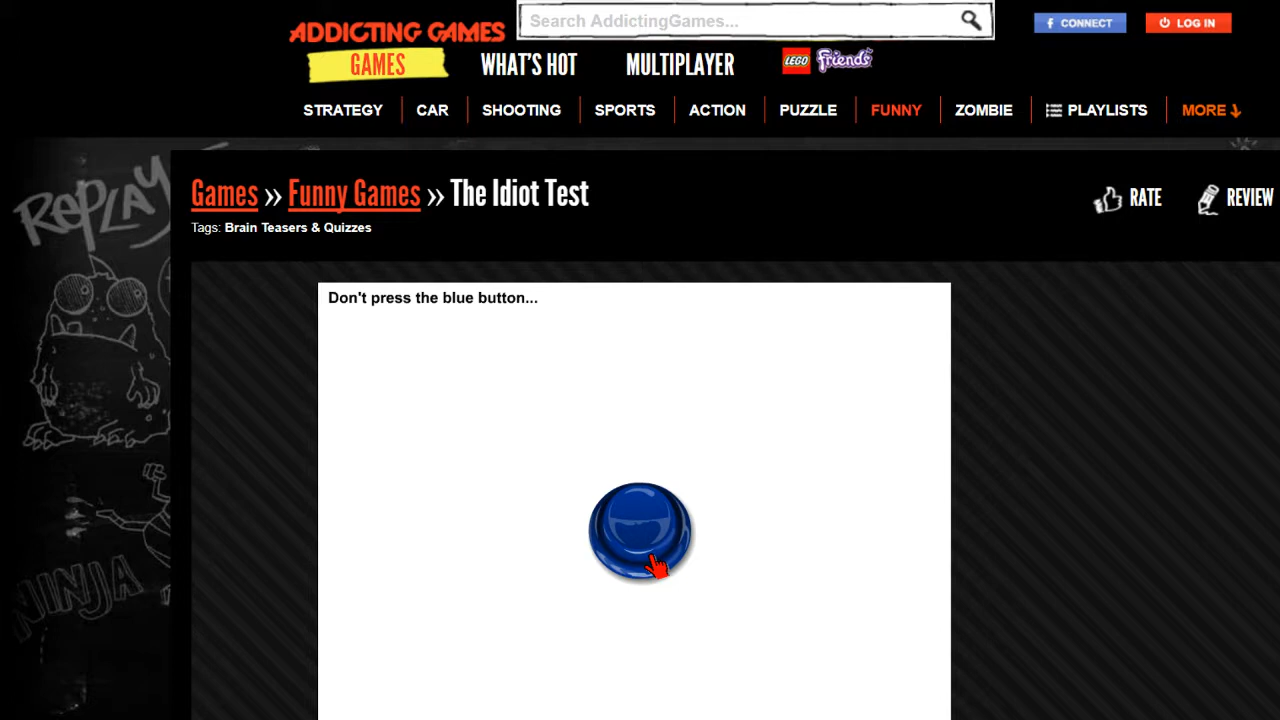 ADDICTING GAMES
Search AddictingGames...
CONNECT
LOG IN
GAMES
WHAT'S HOT
MULTIPLAYER
LEGO Friends
STRATEGY
CAR
SHOOTING
SPORTS
ACTION
PUZZLE
FUNNY
ZOMBIE
PLAYLISTS
MORE
REPLAY
Games » Funny Games » The Idiot Test
RATE
REVIEW
Tags: Brain Teasers & Quizzes
Don't press the blue button...
NINJA